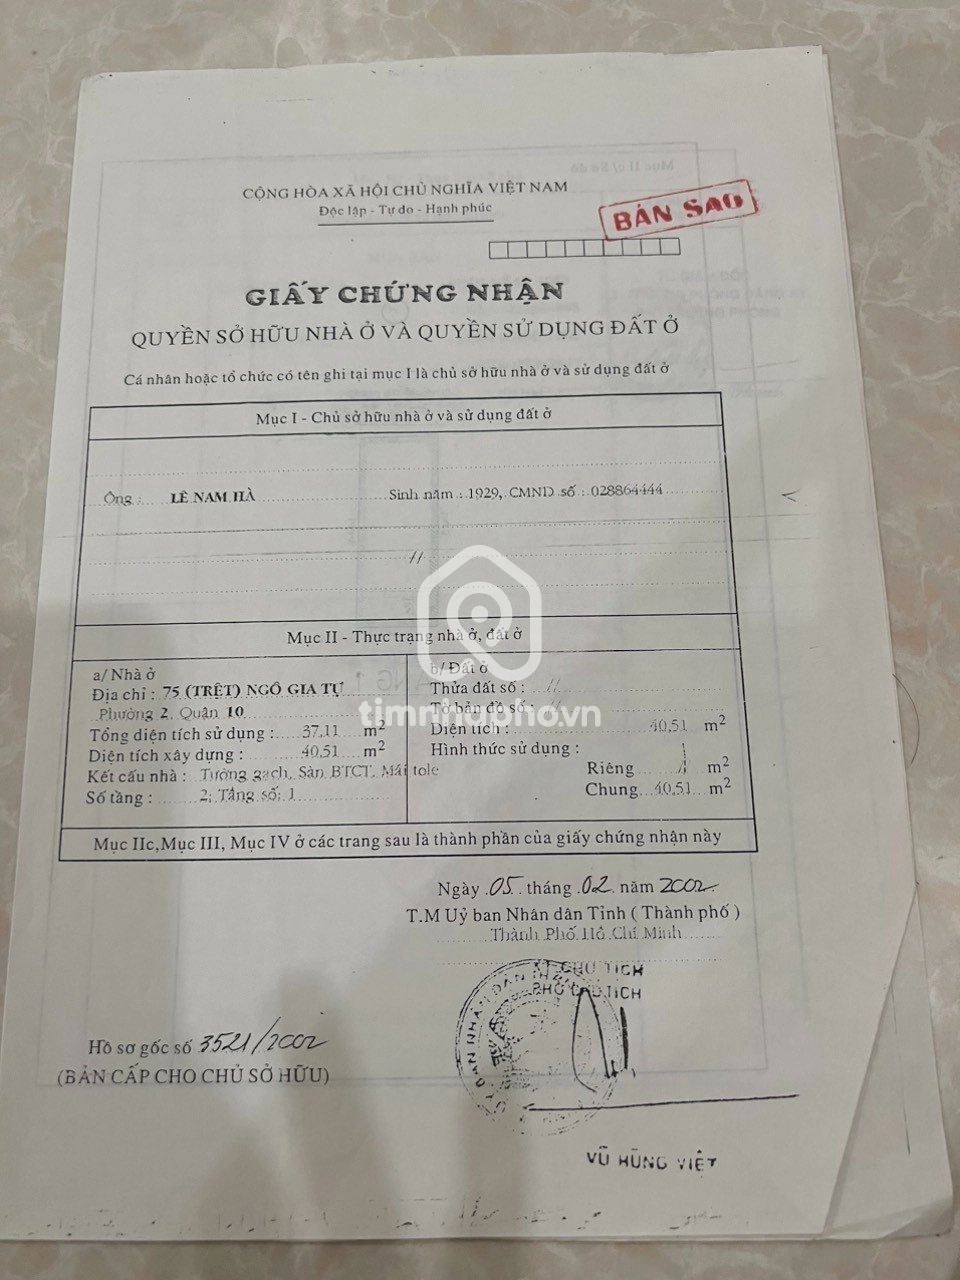 CỘNG HÒA XÃ HỘI CHỦ NGHĨA VIỆT NAM
Độc lập - Tự do - Hạnh phúc
BẢN SAO
GIẤY CHỨNG NHẬN
QUYỀN SỞ HỮU NHÀ Ở VÀ QUYỀN SỬ DỤNG ĐẤT Ở
Cá nhân hoặc tổ chức có tên ghi tại mục I là chủ sở hữu nhà ở và sử dụng đất ở
Mục I - Chủ sở hữu nhà ở và sử dụng đất ở
Ông : LÊ NAM HÀ Sinh năm : 1929, CMND số : 028864444
//
Mục II - Thực trạng nhà ở, đất ở
a/ Nhà ở
Địa chỉ : 75 (TRỆT) NGÔ GIA TỰ
Phường 2, Quận 10
Tổng diện tích sử dụng : 37,11 m2
Diện tích xây dựng : 40,51 m2
Kết cấu nhà : Tường gạch, Sàn BTCT, Mái tole
Số tầng : 2; Tầng số: 1
b/ Đất ở
Thửa đất số : //
Tờ bản đồ số : //
Diện tích : 40,51 m2
Hình thức sử dụng :
Riêng / m2
Chung 40,51 m2
timnhapho.vn
Mục IIc,Mục III, Mục IV ở các trang sau là thành phần của giấy chứng nhận này
Ngày 05 tháng 02 năm 2002
T.M Uỷ ban Nhân dân Tỉnh ( Thành phố )
Thành Phố Hồ Chí Minh
KT CHỦ TỊCH
PHÓ CHỦ TỊCH
Hồ sơ gốc số 3521/2002
(BẢN CẤP CHO CHỦ SỞ HỮU)
VŨ HÙNG VIỆT